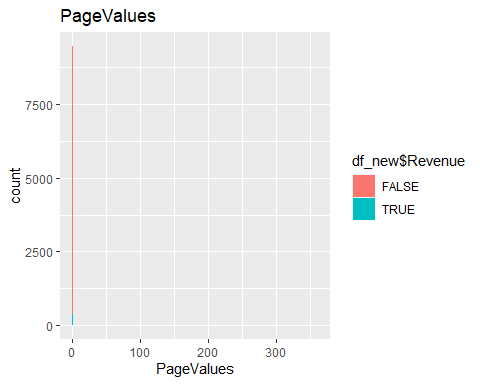 PageValues
7500
5000
2500
0
count
0 100 200 300
PageValues
df_new$Revenue
FALSE
TRUE